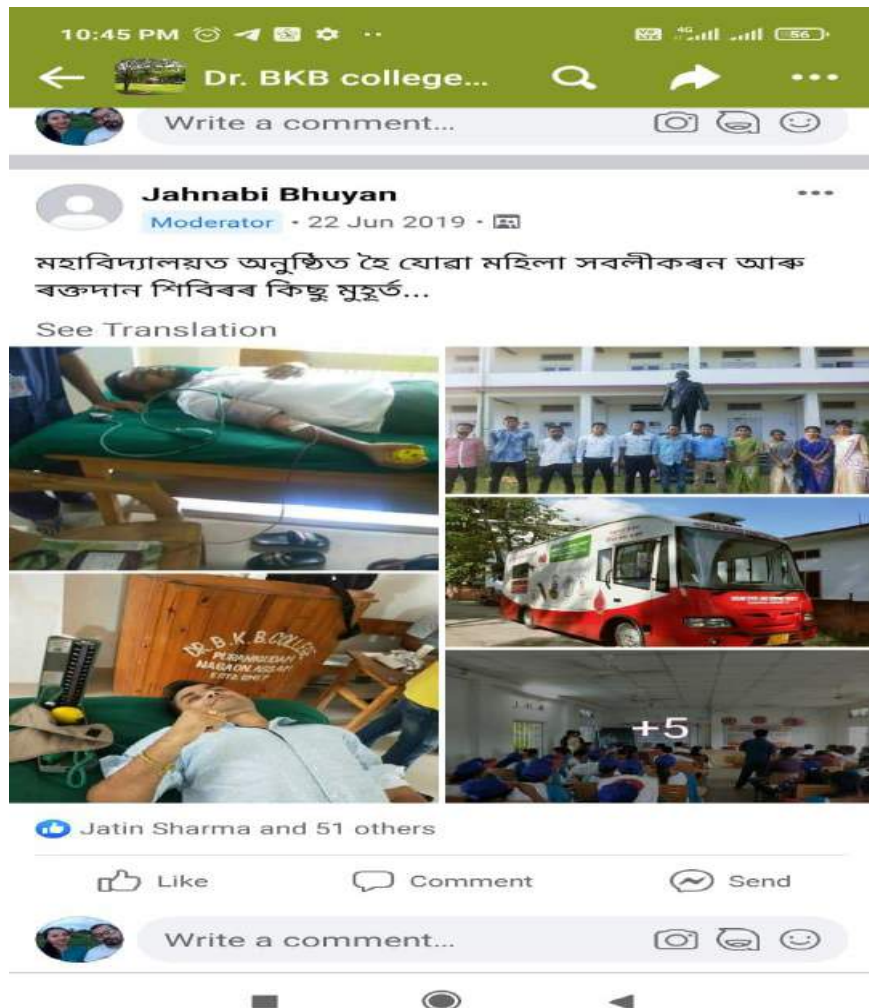 10:45 PM
4G
56
Dr. BKB college...
Write a comment...
Jahnabi Bhuyan
Moderator • 22 Jun 2019 •
মহাবিদ্যালয়ত অনুষ্ঠিত হৈ যোৱা মহিলা সবলীকৰন আৰু
ৰক্তদান শিবিৰৰ কিছু মুহূৰ্ত...
See Translation
DR. B.K.B. COLLEGE
PURANIGUDAM
NAGAON, ASSAM
+5
Jatin Sharma and 51 others
Like
Comment
Send
Write a comment...